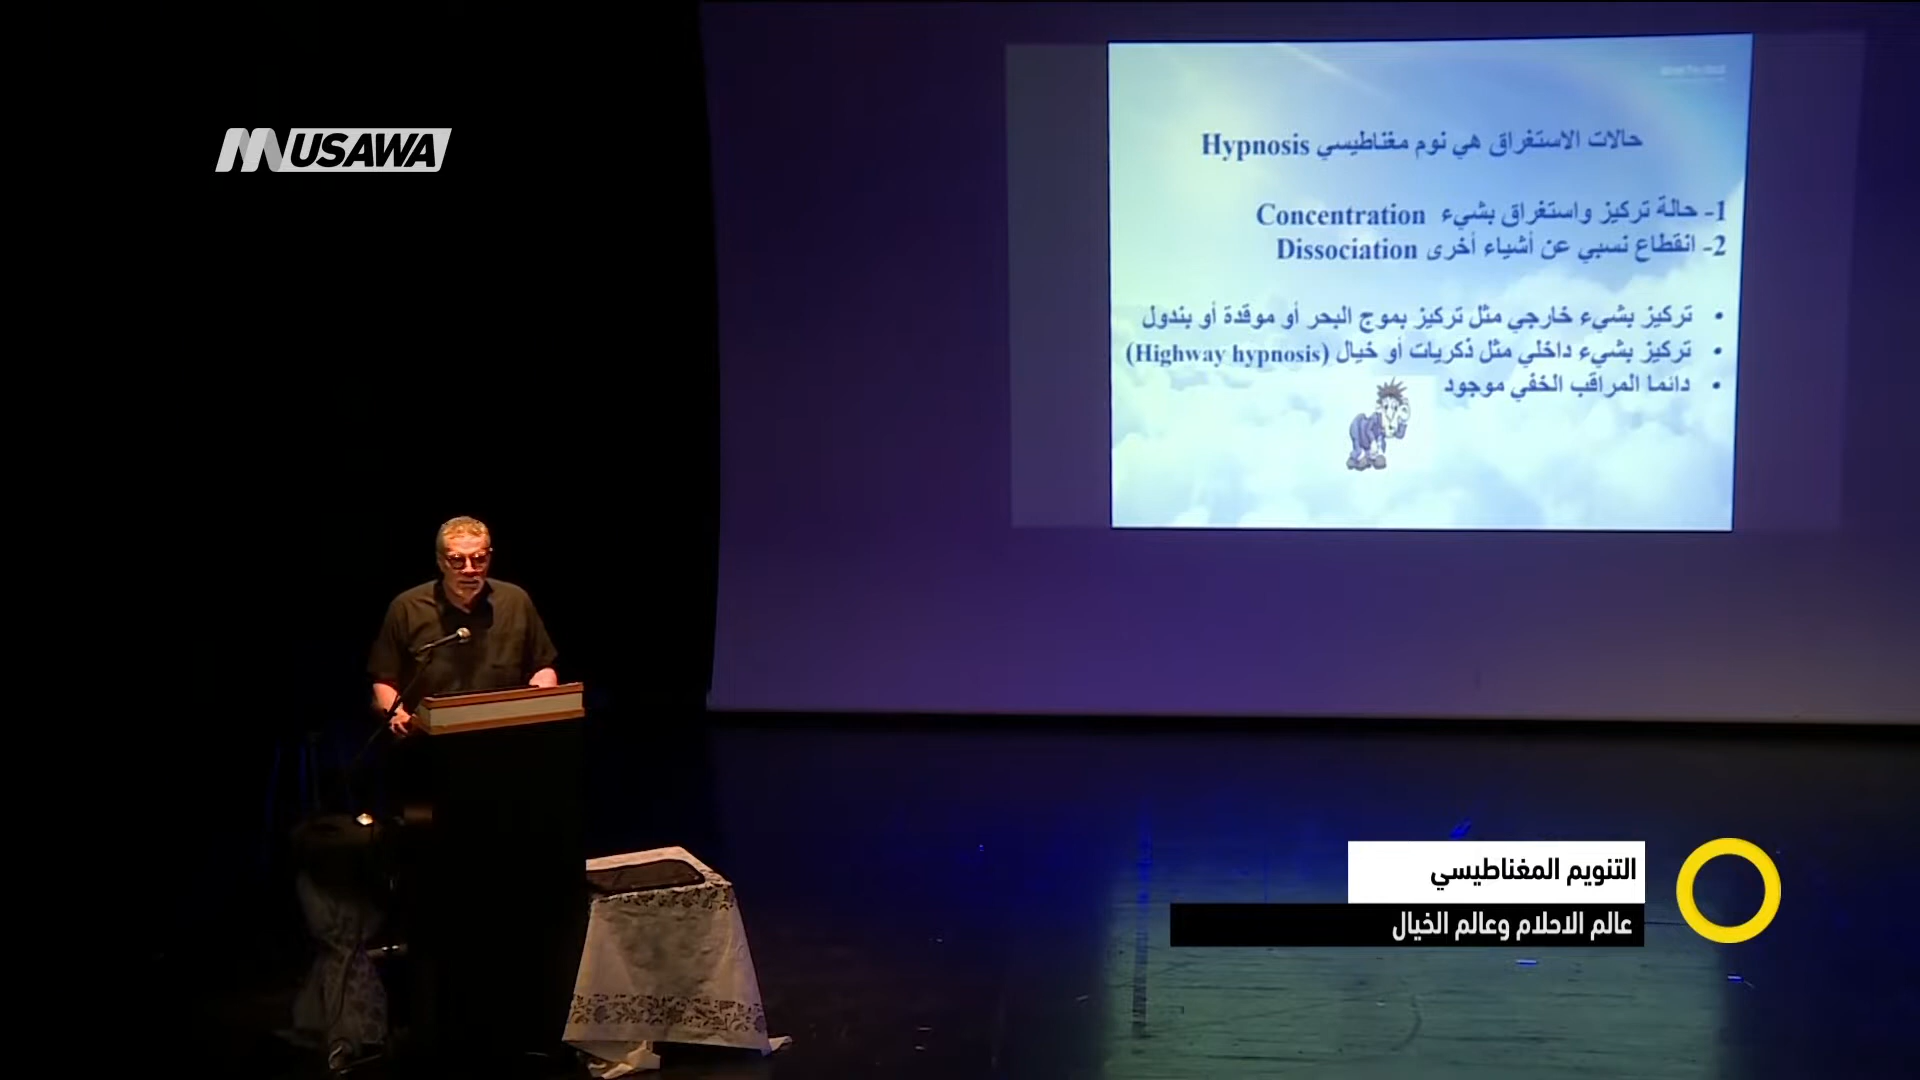 MUSAWA
حالات الاستغراق هي نوم مغناطيسي Hypnosis
1- حالة تركيز واستغراق بشيء Concentration
2- انقطاع نسبي عن أشياء أخرى Dissociation
• تركيز بشيء خارجي مثل تركيز بموج البحر أو موقدة أو بندول
• تركيز بشيء داخلي مثل ذكريات أو خيال (Highway hypnosis)
• دائما المراقب الخفي موجود
التنويم المغناطيسي
عالم الاحلام وعالم الخيال